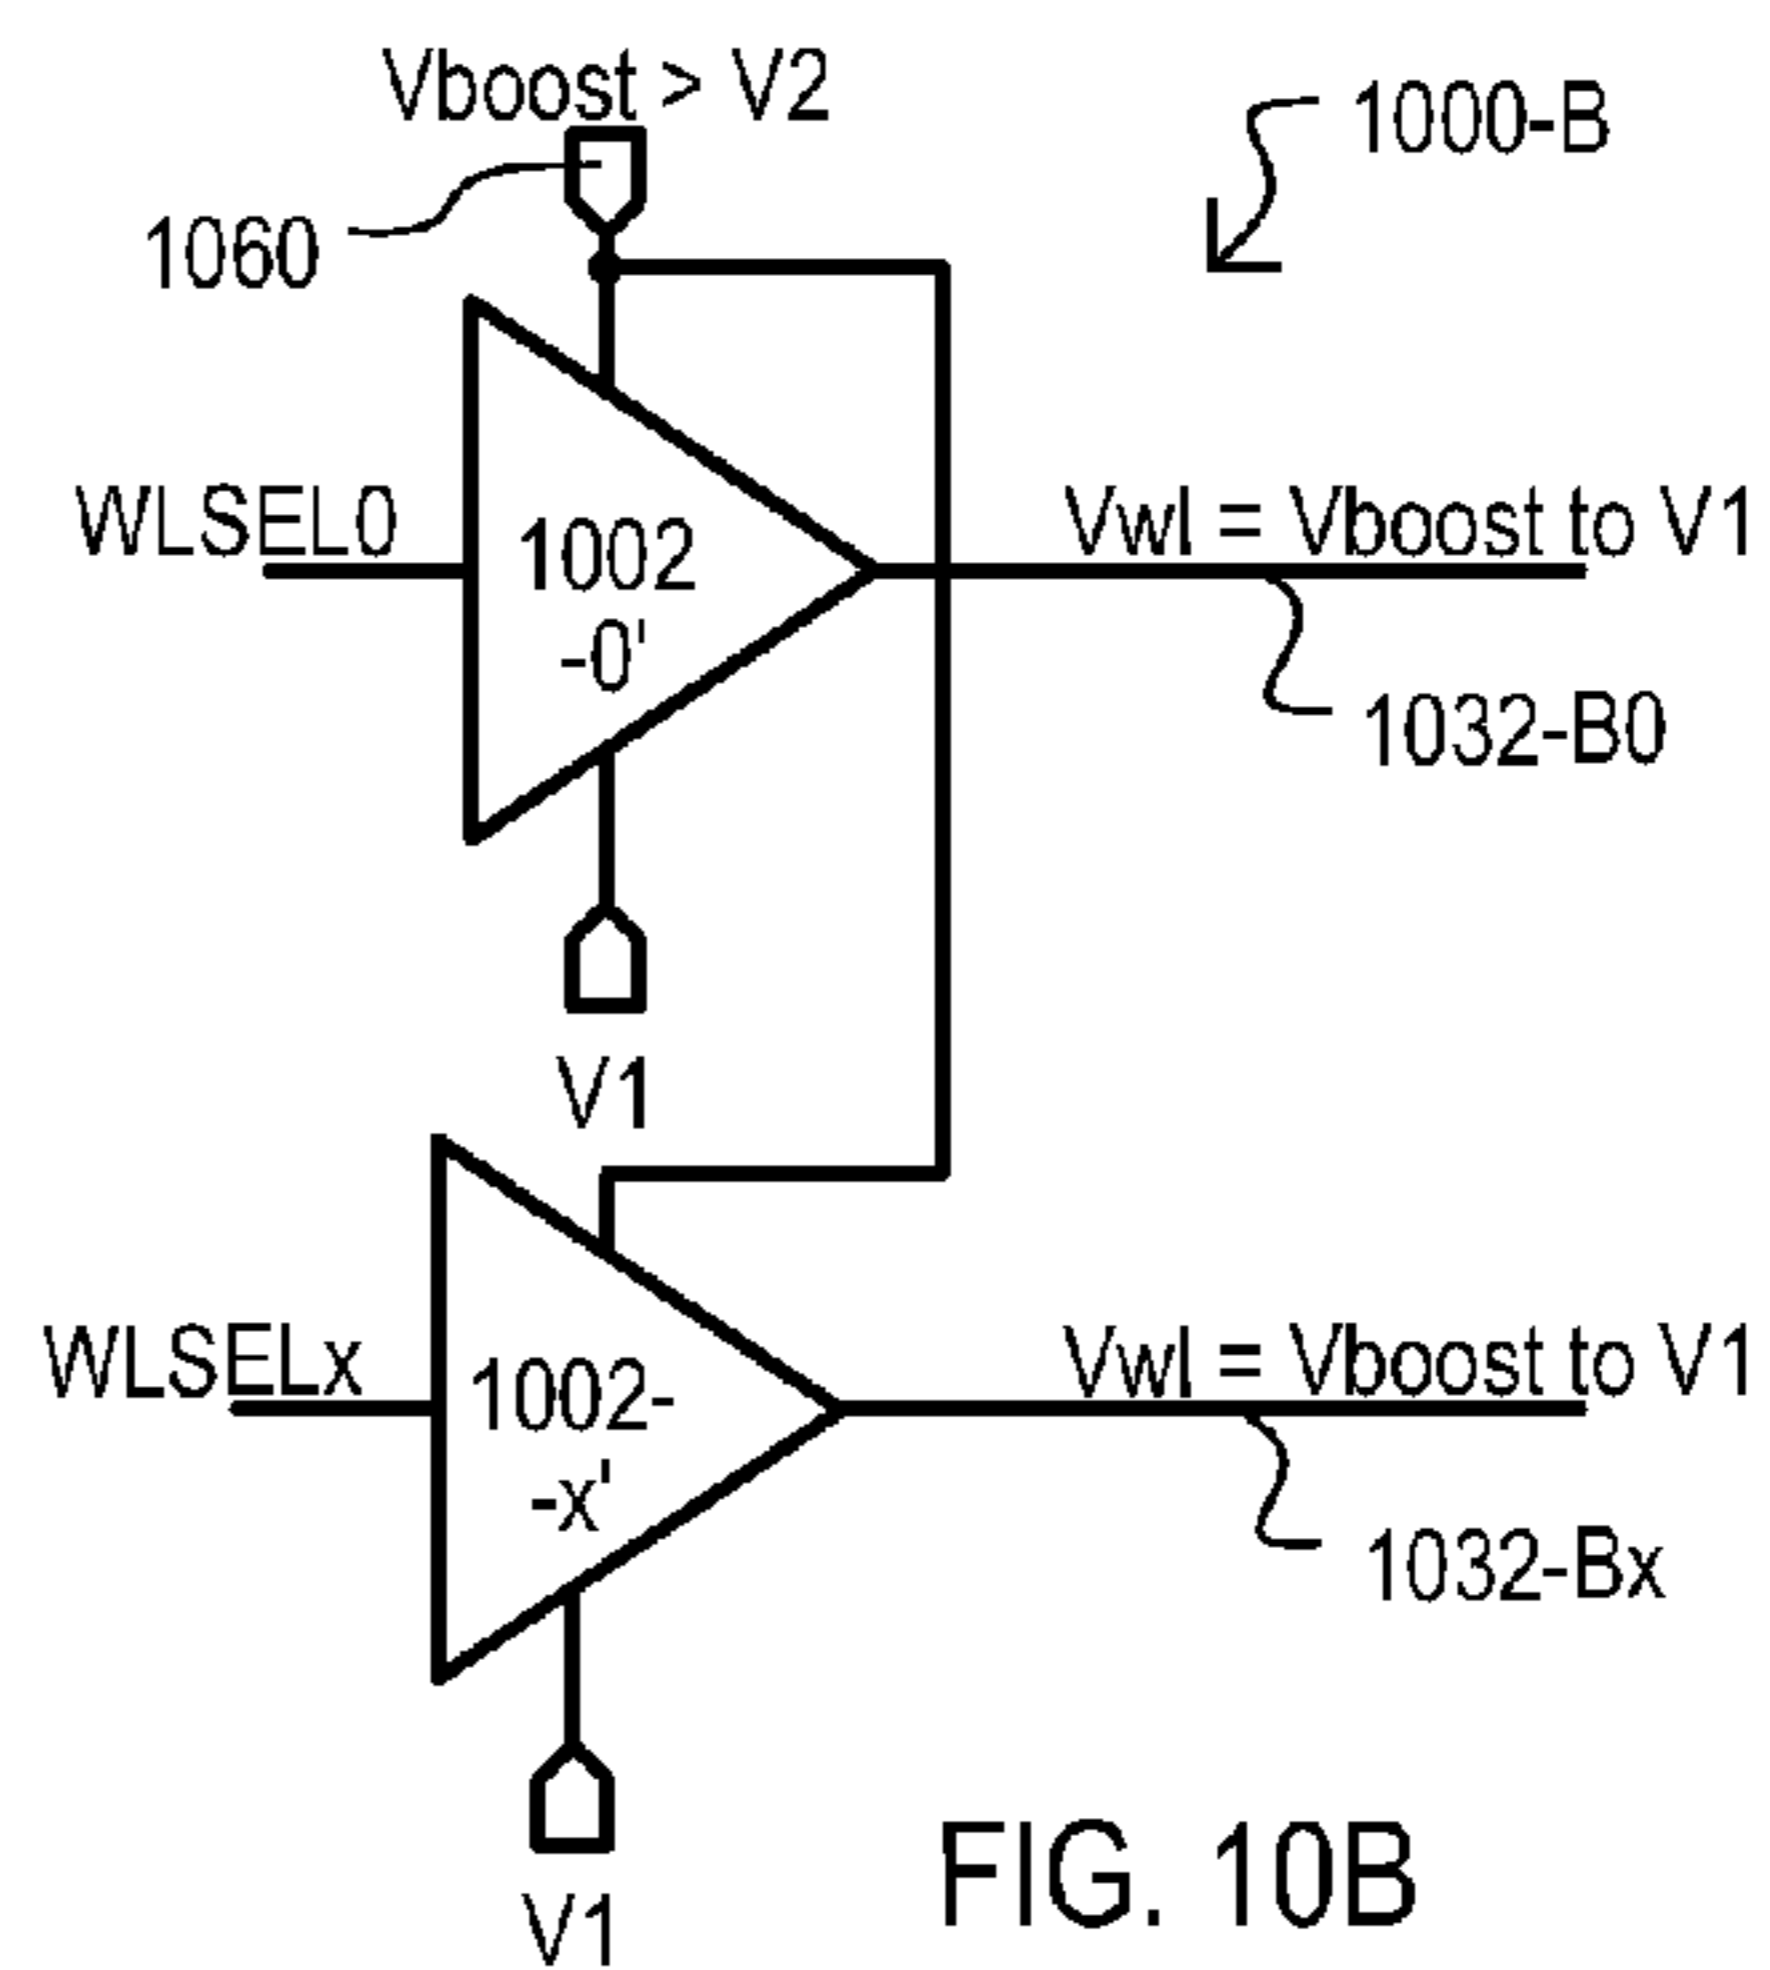 Vboost > V2
1000-B
1060
WLSEL0
1002
-0'
Vwl = Vboost to V1
1032-B0
V1
WLSELx
1002-
-x'
Vwl = Vboost to V1
1032-Bx
V1
FIG. 10B